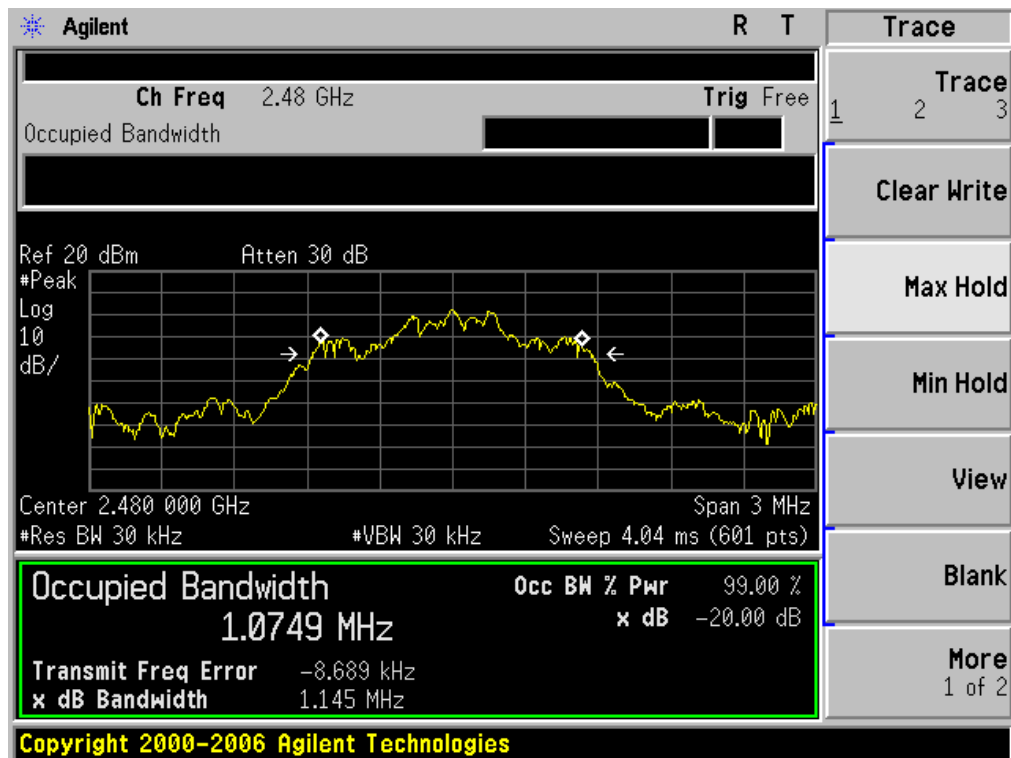 Agilent R T Trace
Ch Freq 2.48 GHz Trig Free
Occupied Bandwidth
Ref 20 dBm Atten 30 dB
#Peak
Log
10
dB/
Center 2.480 000 GHz Span 3 MHz
#Res BW 30 kHz #VBW 30 kHz Sweep 4.04 ms (601 pts)
Occupied Bandwidth Occ BW % Pwr 99.00 %
1.0749 MHz x dB -20.00 dB
Transmit Freq Error -8.689 kHz
x dB Bandwidth 1.145 MHz
Copyright 2000-2006 Agilent Technologies
Trace
1 2 3
Clear Write
Max Hold
Min Hold
View
Blank
More
1 of 2